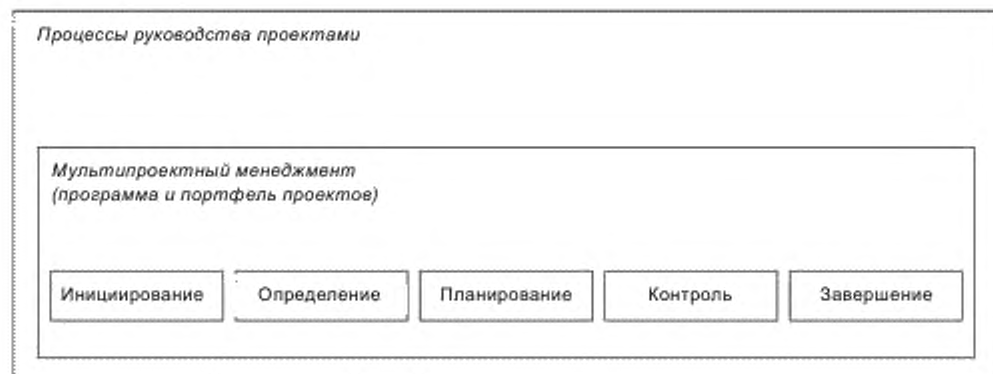 Процессы руководства проектами
Мультипроектный менеджмент
(программа и портфель проектов)
Инициирование Определение Планирование Контроль Завершение